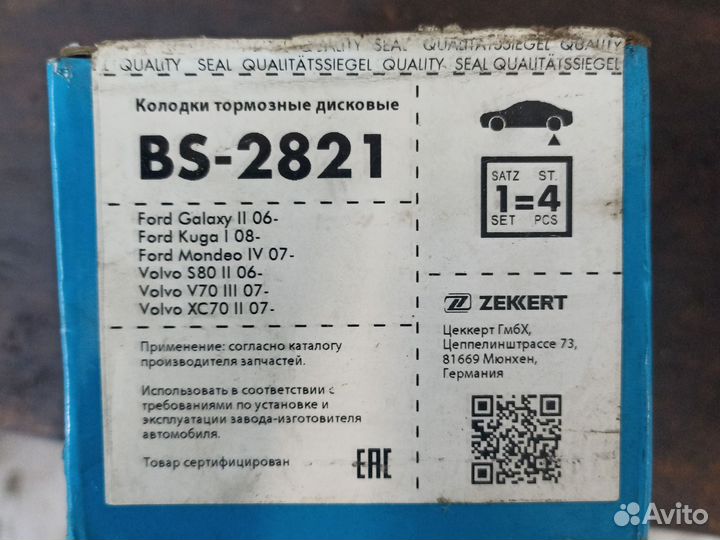 QUALITY SEAL QUALITÄTSSIEGEL QUALITY
QUALITY SEAL QUALITÄTSSIEGEL QUALITY SEAL QUALITÄTSSIEGEL
Колодки тормозные дисковые
BS-2821
Ford Galaxy II 06-
Ford Kuga I 08-
Ford Mondeo IV 07-
Volvo S80 II 06-
Volvo V70 III 07-
Volvo XC70 II 07-
Применение: согласно каталогу
производителя запчастей.
Использовать в соответствии с
требованиями по установке и
эксплуатации завода-изготовителя
автомобиля.
Товар сертифицирован
EAC
SATZ ST.
1=4
SET PCS
ZEKKERT
Цеккерт ГмбХ,
Цеппелинштрассе 73,
81669 Мюнхен,
Германия
Avito